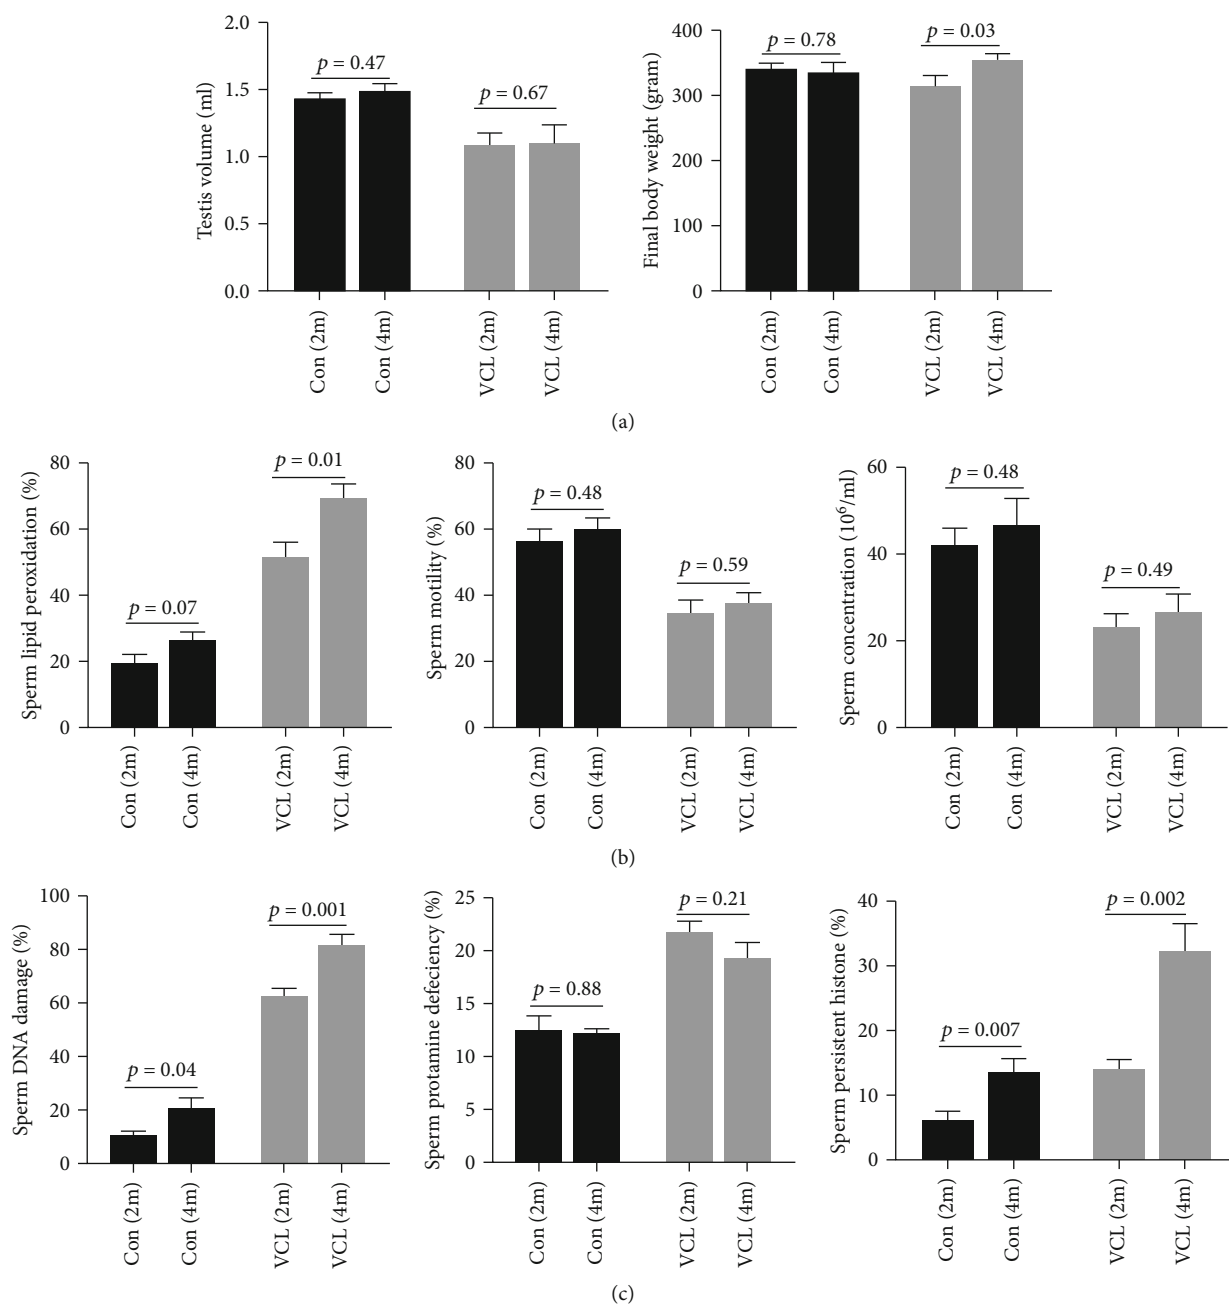 Testis volume (ml)
2.0
1.5
1.0
0.5
0.0
p = 0.47
p = 0.67
Con (2m)
Con (4m)
VCL (2m)
VCL (4m)
Final body weight (gram)
400
300
200
100
0
p = 0.78
p = 0.03
Con (2m)
Con (4m)
VCL (2m)
VCL (4m)
(a)
Sperm lipid peroxidation (%)
80
60
40
20
0
p = 0.07
p = 0.01
Con (2m)
Con (4m)
VCL (2m)
VCL (4m)
Sperm motility (%)
80
60
40
20
0
p = 0.48
p = 0.59
Con (2m)
Con (4m)
VCL (2m)
VCL (4m)
Sperm concentration (10⁶/ml)
60
40
20
0
p = 0.48
p = 0.49
Con (2m)
Con (4m)
VCL (2m)
VCL (4m)
(b)
Sperm DNA damage (%)
100
80
60
40
20
0
p = 0.04
p = 0.001
Con (2m)
Con (4m)
VCL (2m)
VCL (4m)
Sperm protamine defeciency (%)
25
20
15
10
5
0
p = 0.88
p = 0.21
Con (2m)
Con (4m)
VCL (2m)
VCL (4m)
Sperm persistent histone (%)
40
30
20
10
0
p = 0.007
p = 0.002
Con (2m)
Con (4m)
VCL (2m)
VCL (4m)
(c)